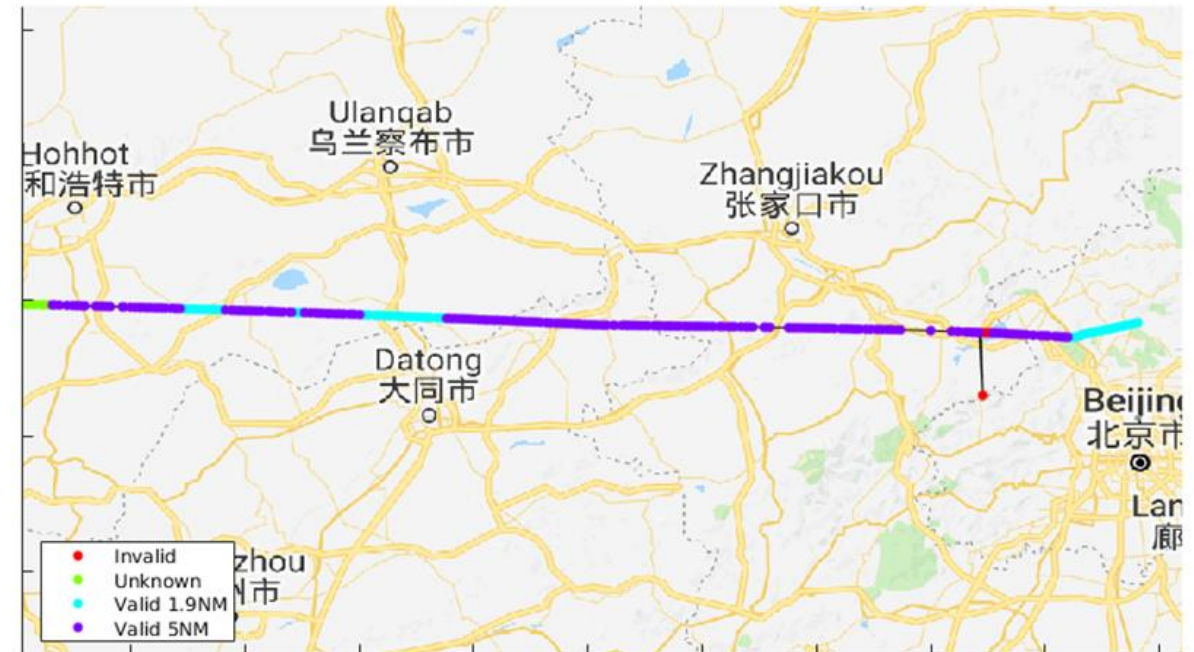 Ulanqab
乌兰察布市
Hohhot
和浩特市
Zhangjiakou
张家口市
Datong
大同市
Beijing
北京市
Lan
廊
zhou
州市
Invalid
Unknown
Valid 1.9NM
Valid 5NM